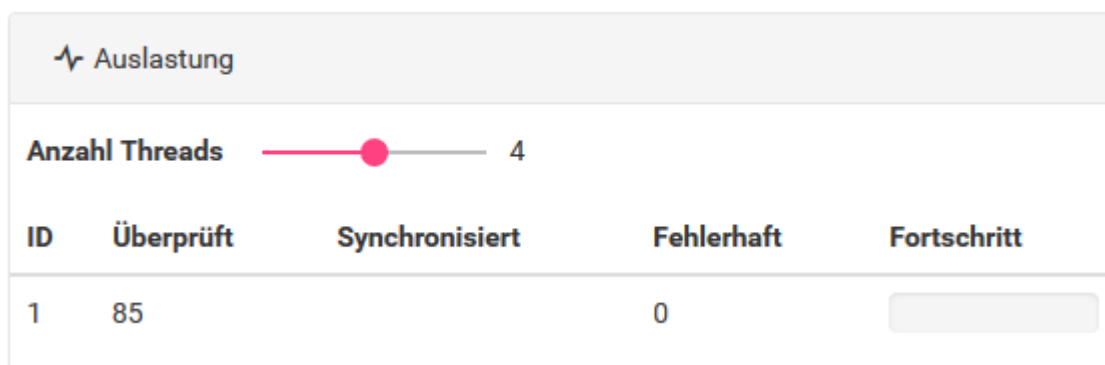 Auslastung
Anzahl Threads 4
ID Überprüft Synchronisiert Fehlerhaft Fortschritt
1 85 0